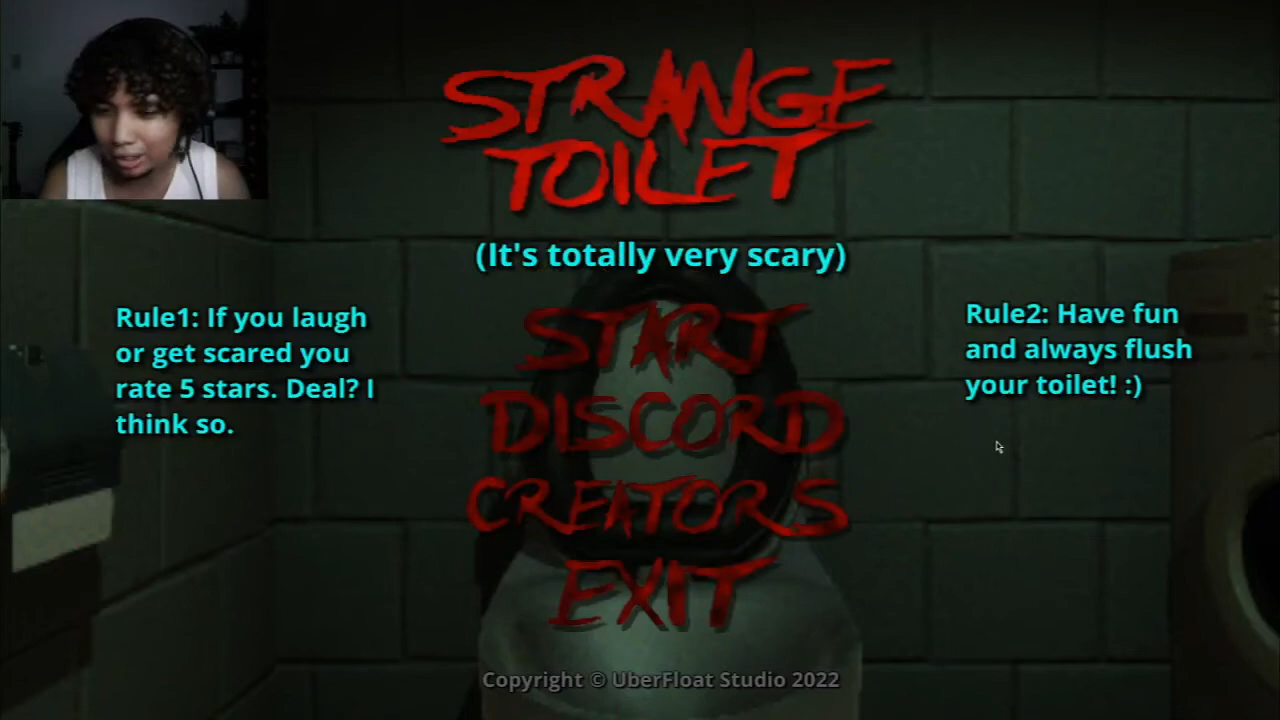 STRANGE
TOILET
(It's totally very scary)
Rule1: If you laugh
or get scared you
rate 5 stars. Deal? I
think so.
Rule2: Have fun
and always flush
your toilet! :)
START
DISCORD
CREATORS
EXIT
Copyright © UberFloat Studio 2022